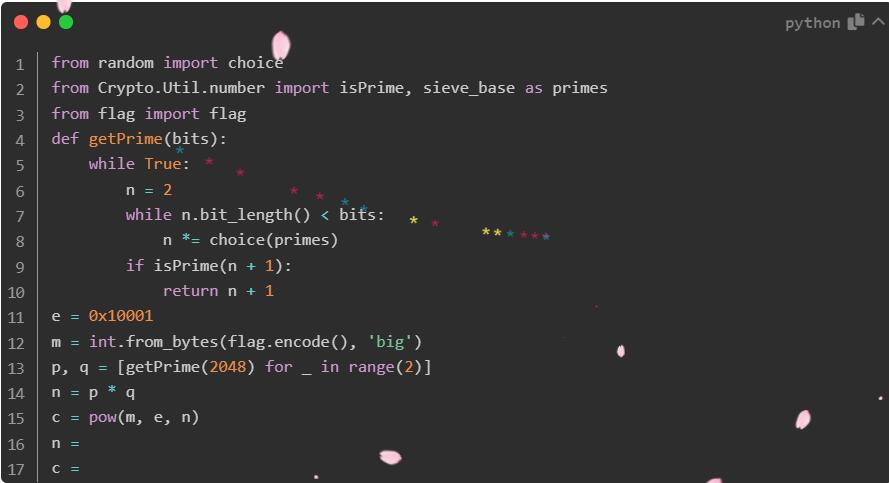 python
1 from random import choice
2 from Crypto.Util.number import isPrime, sieve_base as primes
3 from flag import flag
4 def getPrime(bits):
5     while True:
6         n = 2
7         while n.bit_length() < bits:
8             n *= choice(primes)
9         if isPrime(n + 1):
10             return n + 1
11 e = 0x10001
12 m = int.from_bytes(flag.encode(), 'big')
13 p, q = [getPrime(2048) for _ in range(2)]
14 n = p * q
15 c = pow(m, e, n)
16 n =
17 c =